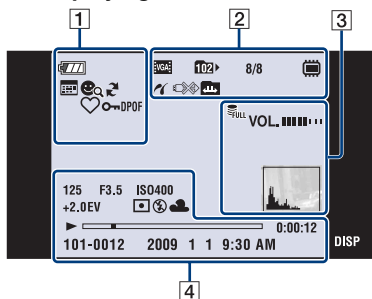 1 2 3
VGA 102 8/8
DPOF
FULL VOL.
125 F3.5 ISO400
+2.0EV
0:00:12
101-0012 2009 1 1 9:30 AM DISP
4